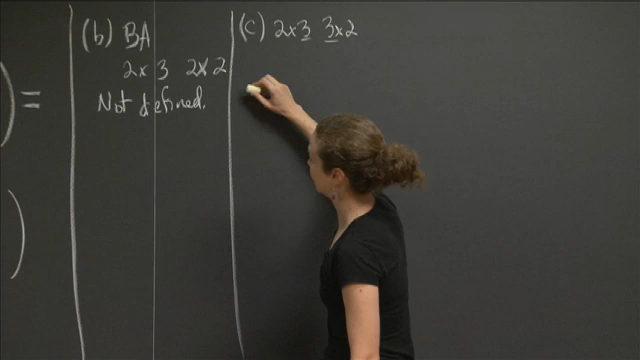 =
(b) BA
2x3 2x2
Not defined.
(c) 2x3 3x2